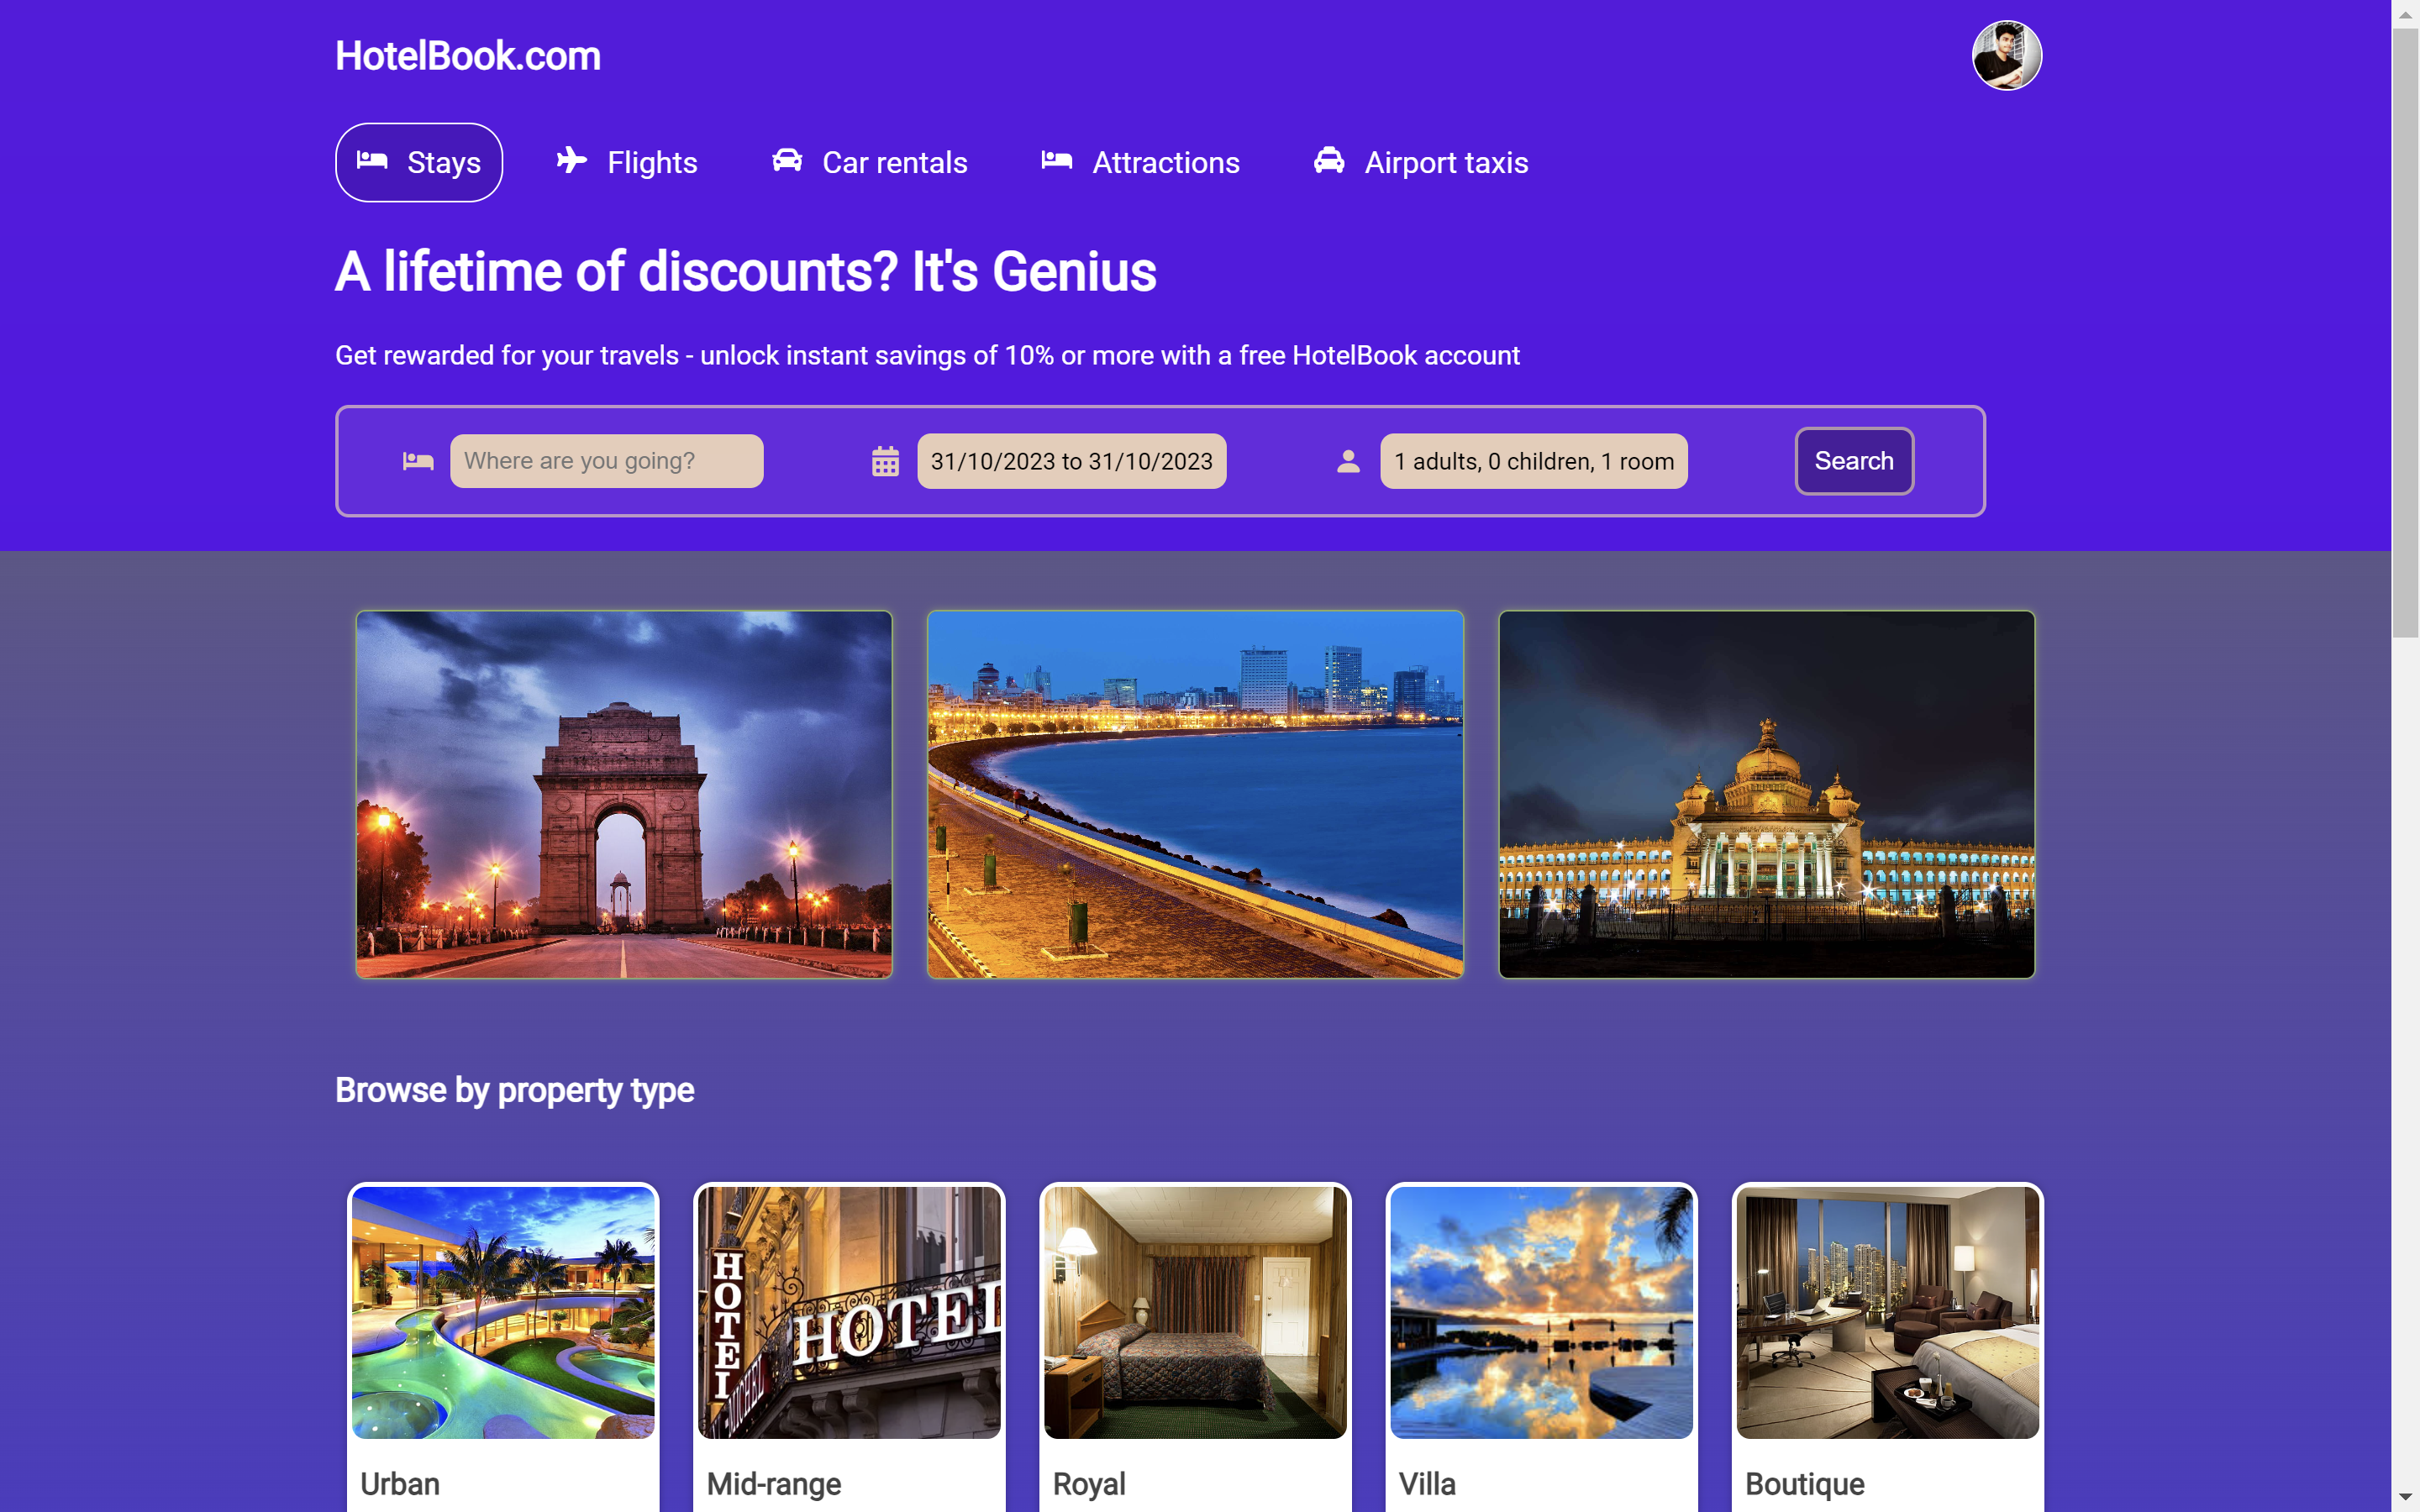 HotelBook.com
Stays
Flights
Car rentals
Attractions
Airport taxis
A lifetime of discounts? It's Genius
Get rewarded for your travels - unlock instant savings of 10% or more with a free HotelBook account
Where are you going?
31/10/2023 to 31/10/2023
1 adults, 0 children, 1 room
Search
Browse by property type
HOTEL
HOTEL
Urban
Mid-range
Royal
Villa
Boutique